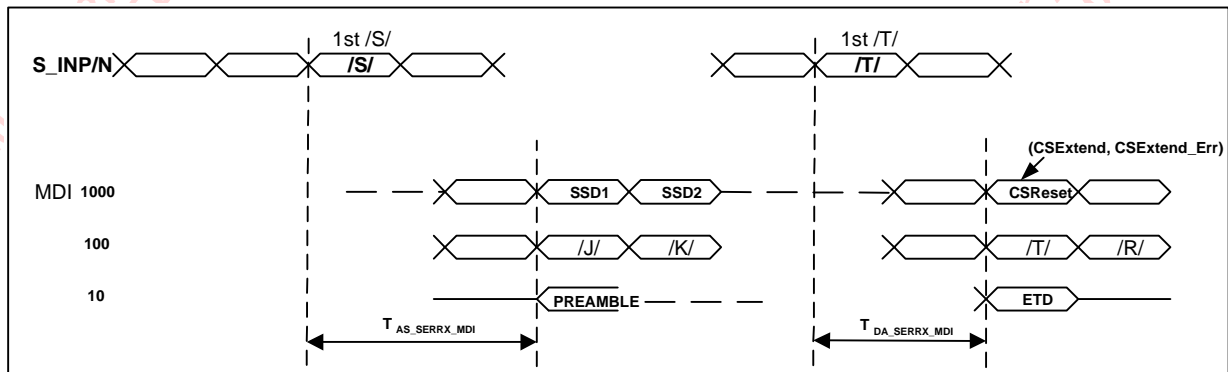 1st /S/ 1st /T/
S_INP/N /S/ /T/
(CSExtend, CSExtend_Err)
MDI 1000 SSD1 SSD2 CSReset
100 /J/ /K/ /T/ /R/
10 PREAMBLE ETD
T AS_SERRX_MDI T DA_SERRX_MDI